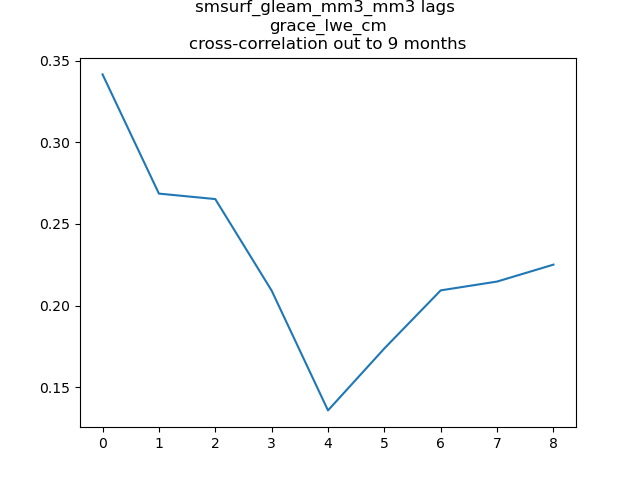 smsurf_gleam_mm3_mm3 lags
grace_lwe_cm
cross-correlation out to 9 months
0.35
0.30
0.25
0.20
0.15
0 1 2 3 4 5 6 7 8